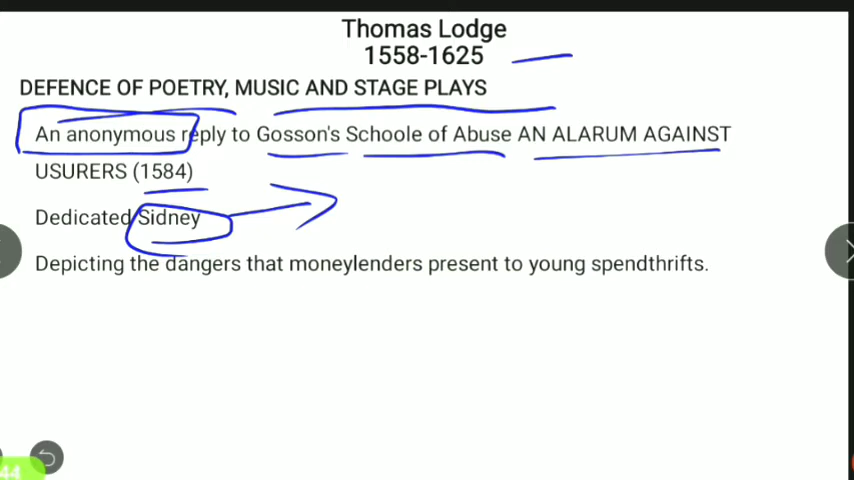 Thomas Lodge
1558-1625
DEFENCE OF POETRY, MUSIC AND STAGE PLAYS
An anonymous reply to Gosson's Schoole of Abuse AN ALARUM AGAINST
USURERS (1584)
Dedicated Sidney
Depicting the dangers that moneylenders present to young spendthrifts.
44